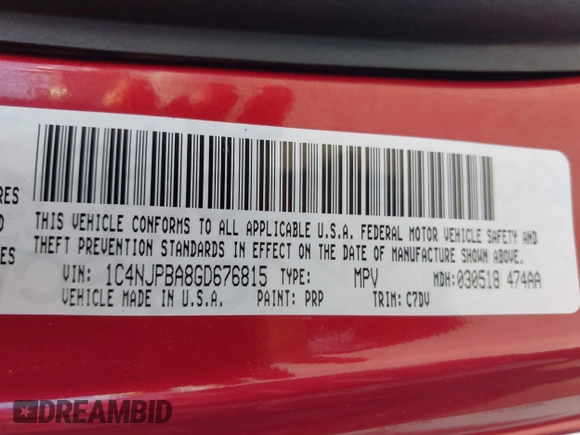 RES
THIS VEHICLE CONFORMS TO ALL APPLICABLE U.S.A. FEDERAL MOTOR VEHICLE SAFETY AND
THEFT PREVENTION STANDARDS IN EFFECT ON THE DATE OF MANUFACTURE SHOWN ABOVE.
ES
VIN: 1C4NJPBA8GD676815 TYPE: MPV MDH:030518 474AA
VEHICLE MADE IN U.S.A. PAINT: PRP TRIM: C7DV
DREAMBID